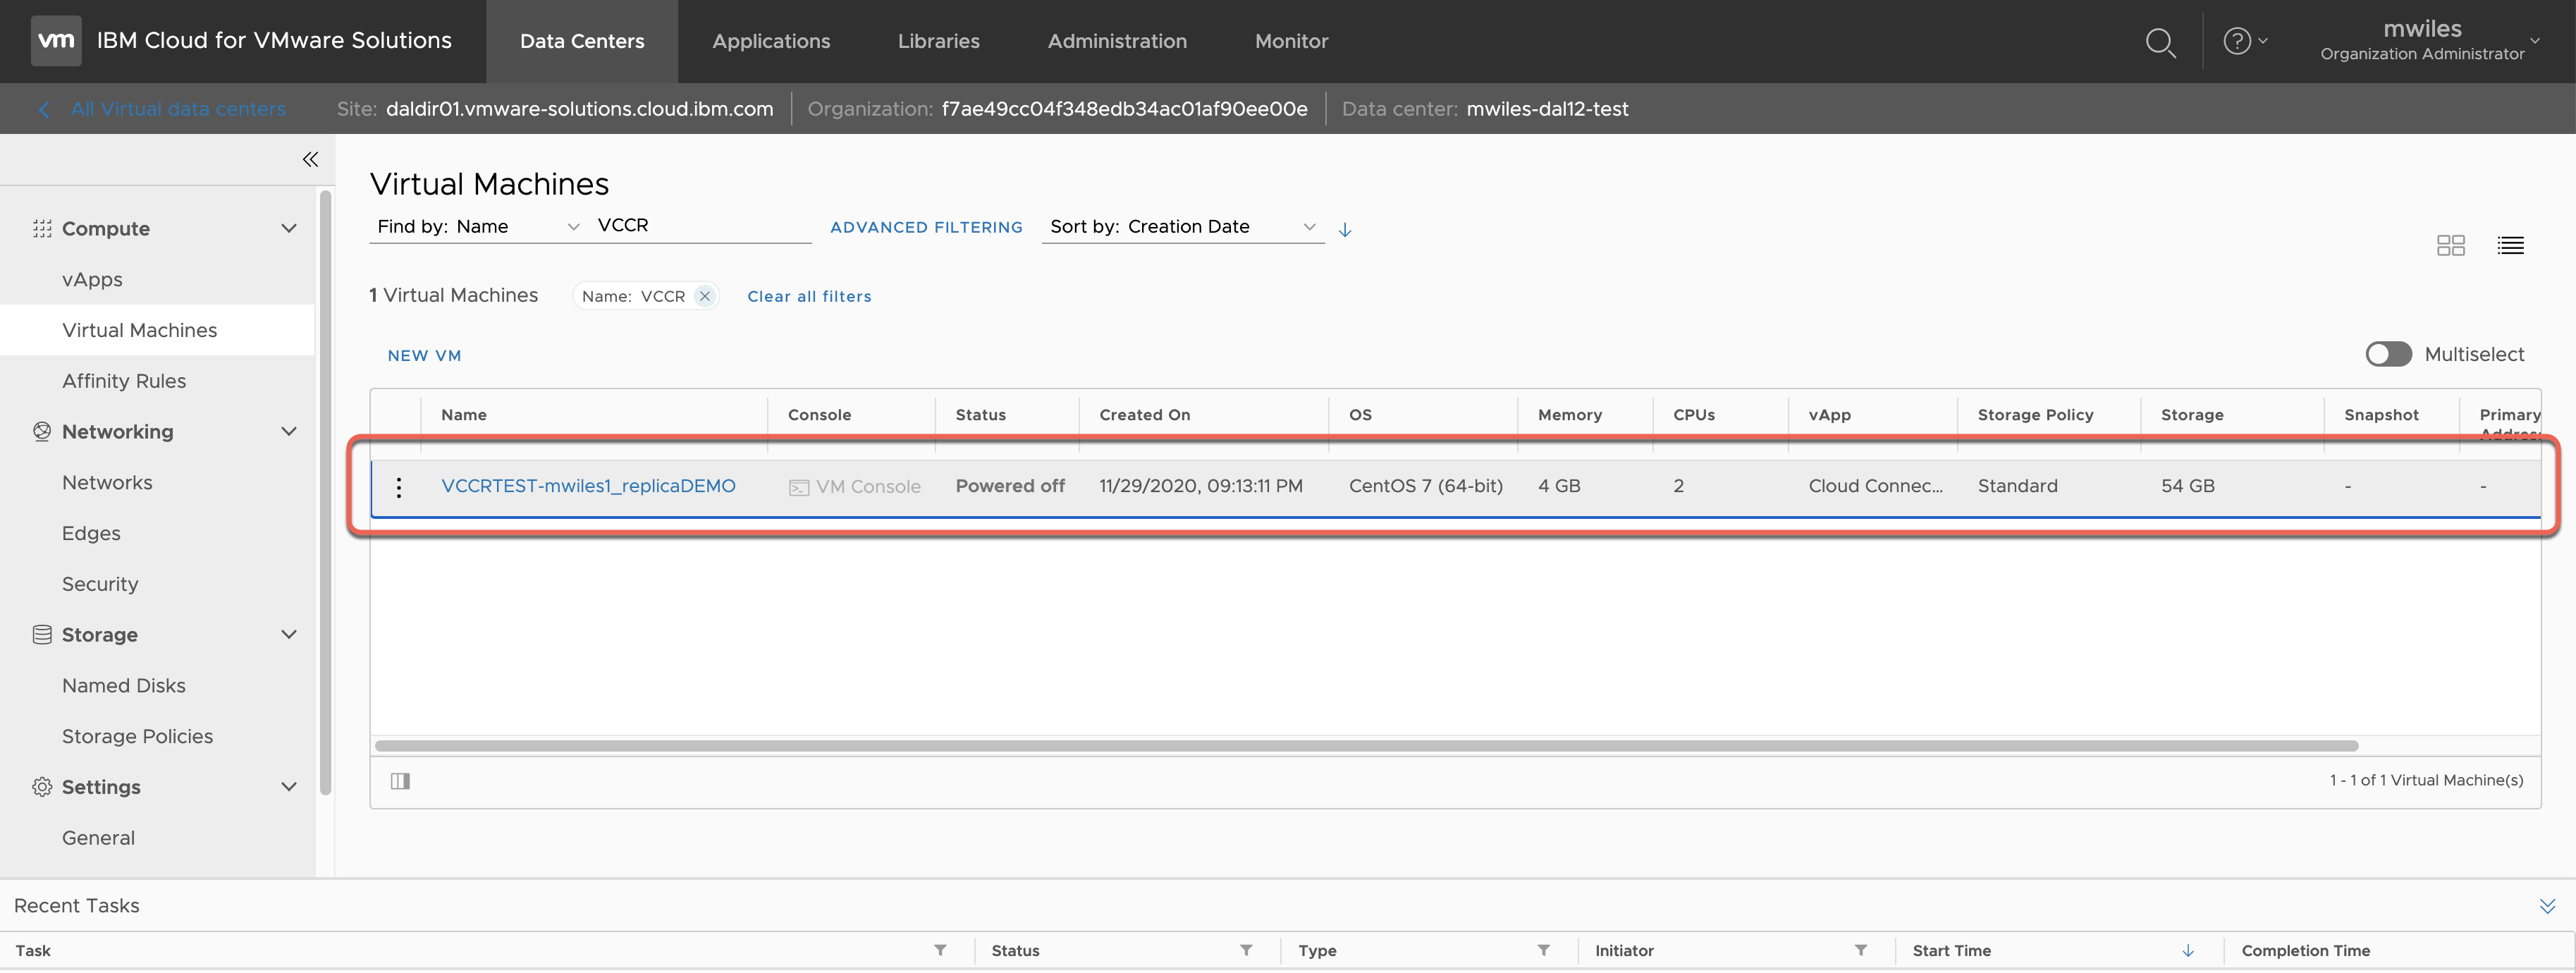 vm IBM Cloud for VMware Solutions Data Centers Applications Libraries Administration Monitor ? mwiles
Organization Administrator
All Virtual data centers Site: daldir01.vmware-solutions.cloud.ibm.com Organization: f7ae49cc04f348edb34ac01af90ee00e Data center: mwiles-dal12-test
Compute
vApps
Virtual Machines
Affinity Rules
Networking
Networks
Edges
Security
Storage
Named Disks
Storage Policies
Settings
General
Virtual Machines
Find by: Name VCCR ADVANCED FILTERING Sort by: Creation Date
1 Virtual Machines Name: VCCR Clear all filters
NEW VM Multiselect
Name Console Status Created On OS Memory CPUs vApp Storage Policy Storage Snapshot Primary
VCCRTEST-mwiles1_replicaDEMO VM Console Powered off 11/29/2020, 09:13:11 PM CentOS 7 (64-bit) 4 GB 2 Cloud Connec... Standard 54 GB - -
1 - 1 of 1 Virtual Machine(s)
Recent Tasks
Task Status Type Initiator Start Time Completion Time